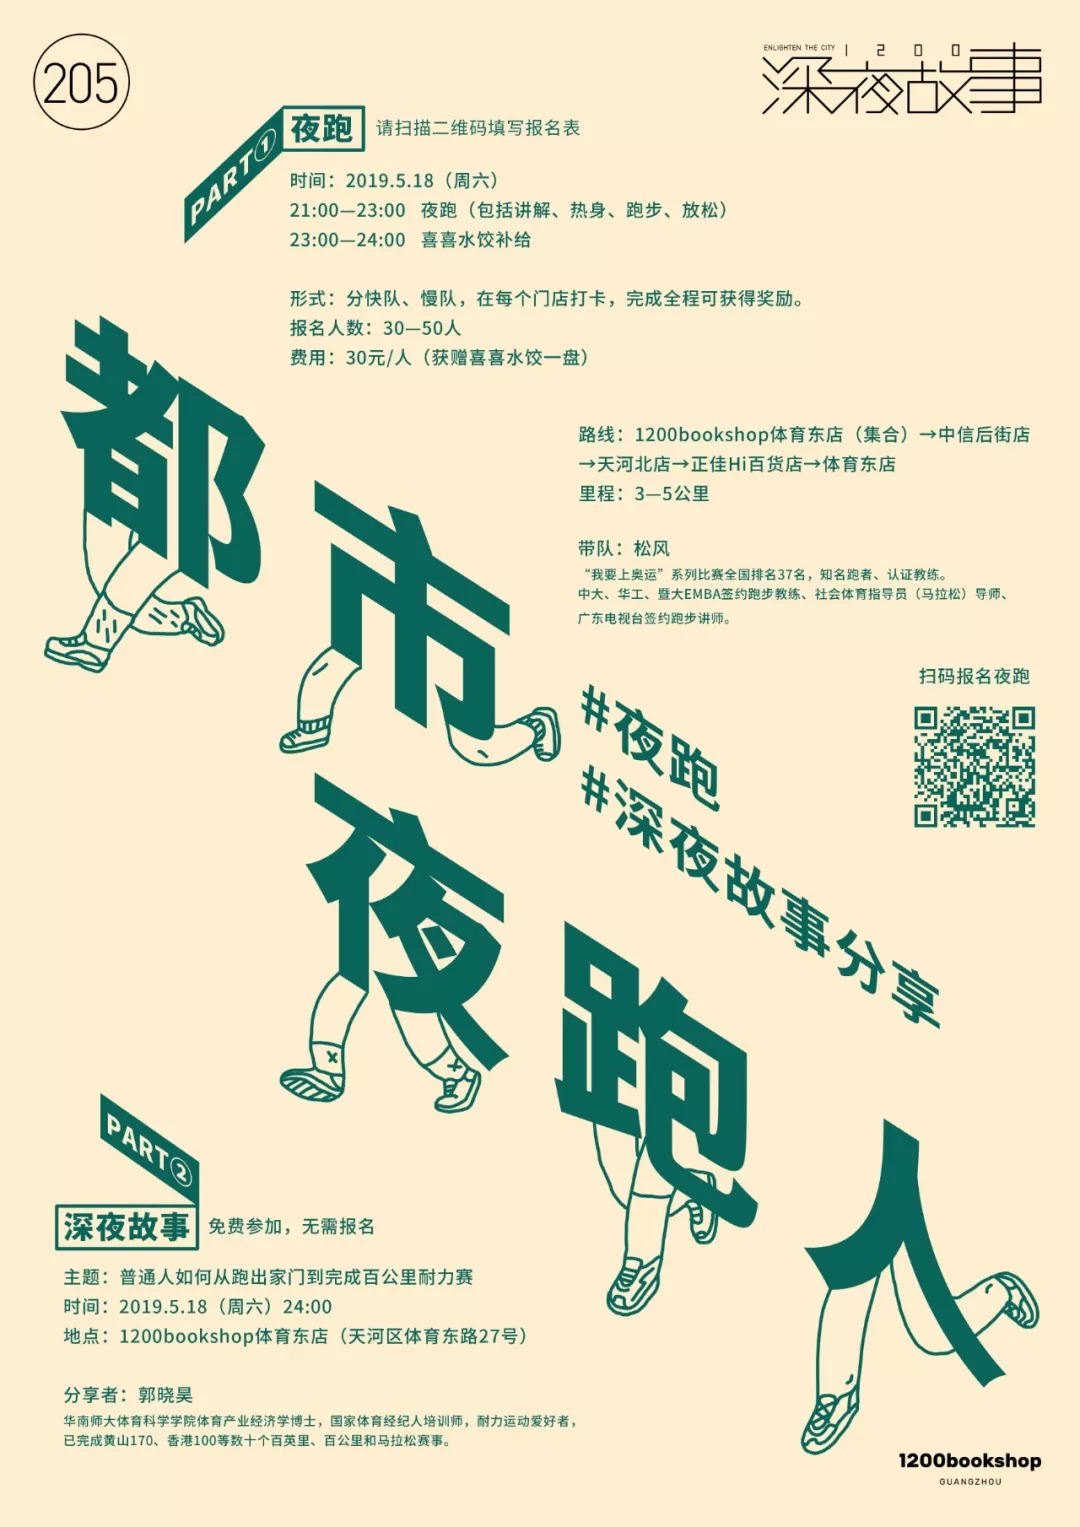 205
ENLIGHTEN THE CITY
1200
深夜故事
PART①
夜跑
请扫描二维码填写报名表
时间：2019.5.18（周六）
21:00—23:00 夜跑（包括讲解、热身、跑步、放松）
23:00—24:00 喜喜水饺补给
形式：分快队、慢队，在每个门店打卡，完成全程可获得奖励。
报名人数：30—50人
费用：30元/人（获赠喜喜水饺一盘）
路线：1200bookshop体育东店（集合）→中信后街店
→天河北店→正佳Hi百货店→体育东店
里程：3—5公里
带队：松风
“我要上奥运”系列比赛全国排名37名，知名跑者、认证教练。
中大、华工、暨大EMBA签约跑步教练、社会体育指导员（马拉松）导师、
广东电视台签约跑步讲师。
扫码报名夜跑
都市夜跑人
#夜跑
#深夜故事分享
PART②
深夜故事
免费参加，无需报名
主题：普通人如何从跑出家门到完成百公里耐力赛
时间：2019.5.18（周六）24:00
地点：1200bookshop体育东店（天河区体育东路27号）
分享者：郭晓昊
华南师大体育科学学院体育产业经济学博士，国家体育经纪人培训师，耐力运动爱好者，
已完成黄山170、香港100等数十个百英里、百公里和马拉松赛事。
1200bookshop
GUANGZHOU